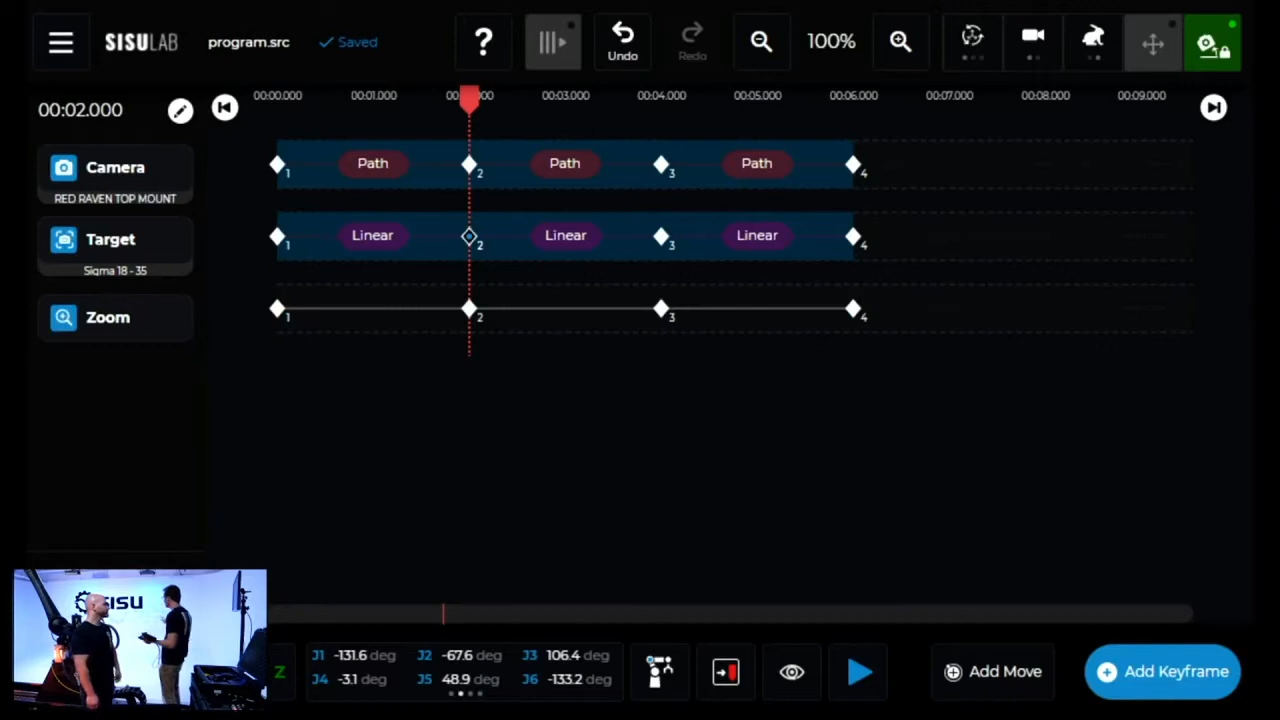 SISULAB program.src Saved ? Undo Redo 100%
00:02.000 00:00.000 00:01.000 00:03.000 00:04.000 00:05.000 00:06.000 00:07.000 00:08.000 00:09.000
Camera 1 Path 2 Path 3 Path 4
RED RAVEN TOP MOUNT
Target 1 Linear 2 Linear 3 Linear 4
Sigma 18 - 35
Zoom 1 2 3 4
SISU
Z J1 -131.6 deg J2 -67.6 deg J3 106.4 deg
J4 -3.1 deg J5 48.9 deg J6 -133.2 deg
Add Move Add Keyframe